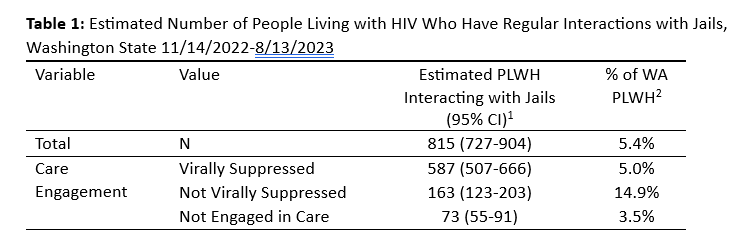 Table 1: Estimated Number of People Living with HIV Who Have Regular Interactions with Jails,
Washington State 11/14/2022-8/13/2023
Variable Value Estimated PLWH Interacting with Jails (95% CI)1 % of WA PLWH2
Total N 815 (727-904) 5.4%
Care Engagement Virally Suppressed 587 (507-666) 5.0%
Not Virally Suppressed 163 (123-203) 14.9%
Not Engaged in Care 73 (55-91) 3.5%